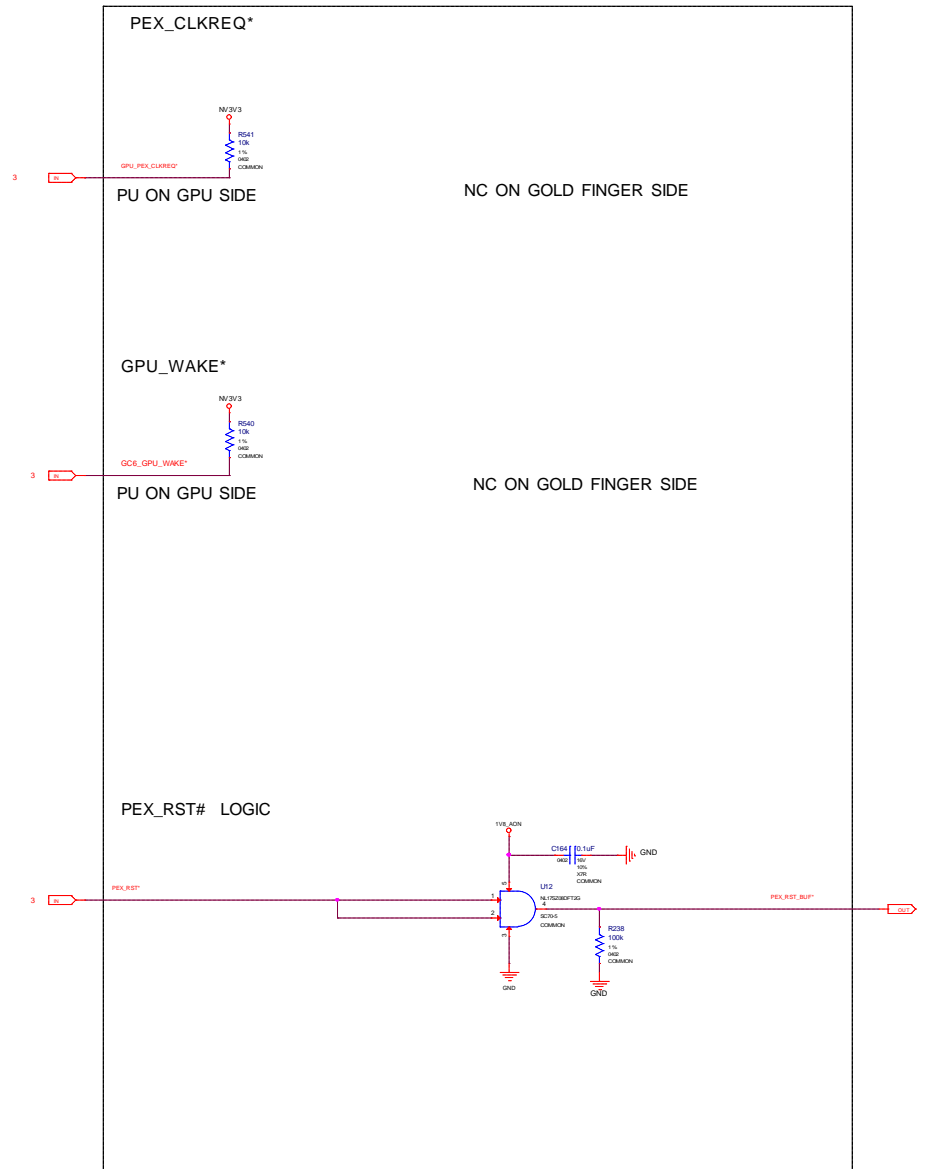 PEX_CLKREQ*
NV3V3
R541
10k
1%
0402
COMMON
GPU_PEX_CLKREQ*
3 IN
PU ON GPU SIDE
NC ON GOLD FINGER SIDE
GPU_WAKE*
NV3V3
R540
10k
1%
0402
COMMON
GC6_GPU_WAKE*
3 IN
PU ON GPU SIDE
NC ON GOLD FINGER SIDE
PEX_RST# LOGIC
1V8_AON
C164 0.1uF
0402 16V
10%
X7R
COMMON
GND
PEX_RST*
3 IN
5
U12
NL17SZ08DFT2G
1
4
2
SC70-5
COMMON
3
GND
PEX_RST_BUF*
OUT
R238
100k
1%
0402
COMMON
GND